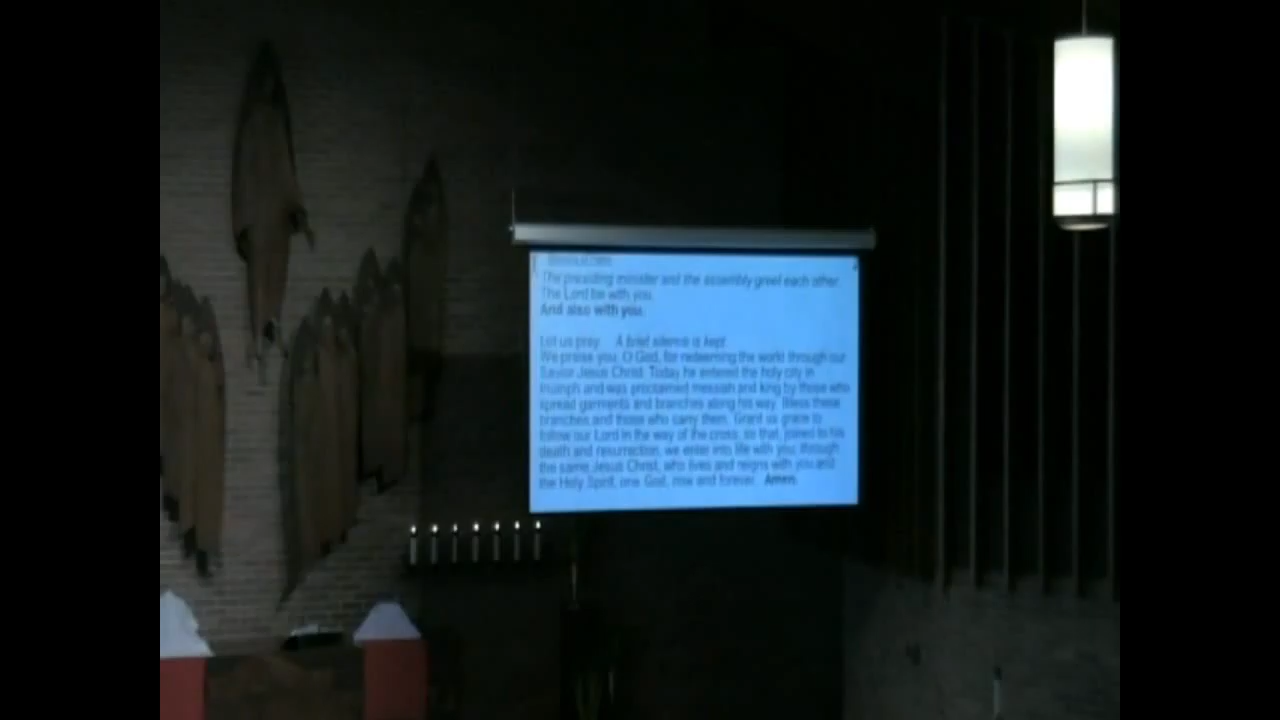 The presiding minister and the assembly greet each other.
The Lord be with you.
And also with you.
Let us pray. A brief silence is kept.
We praise you, O God, for redeeming the world through our
Savior Jesus Christ. Today he entered the holy city in
triumph and was proclaimed messiah and king by those who
spread garments and branches along his way. Bless these
branches and those who carry them. Grant us grace to
follow our Lord in the way of the cross, so that, joined to his
death and resurrection, we enter into life with you; through
the same Jesus Christ, who lives and reigns with you and
the Holy Spirit, one God, now and forever. Amen.